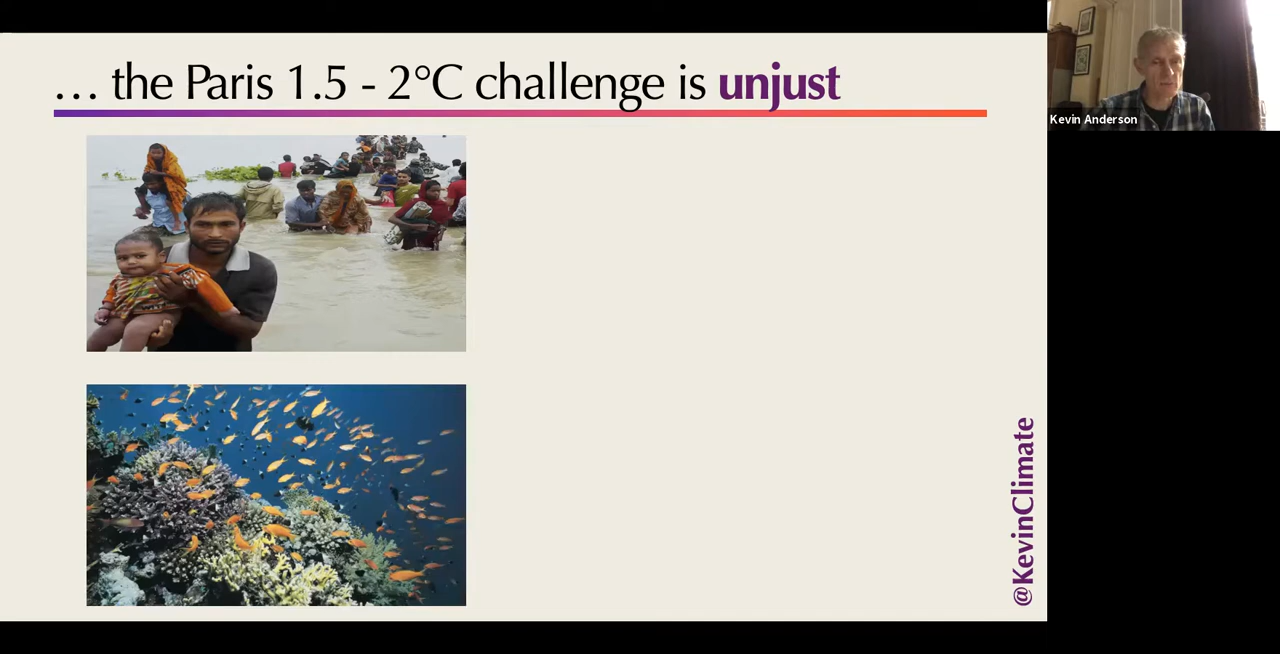 … the Paris 1.5 - 2°C challenge is unjust
Kevin Anderson
@KevinClimate